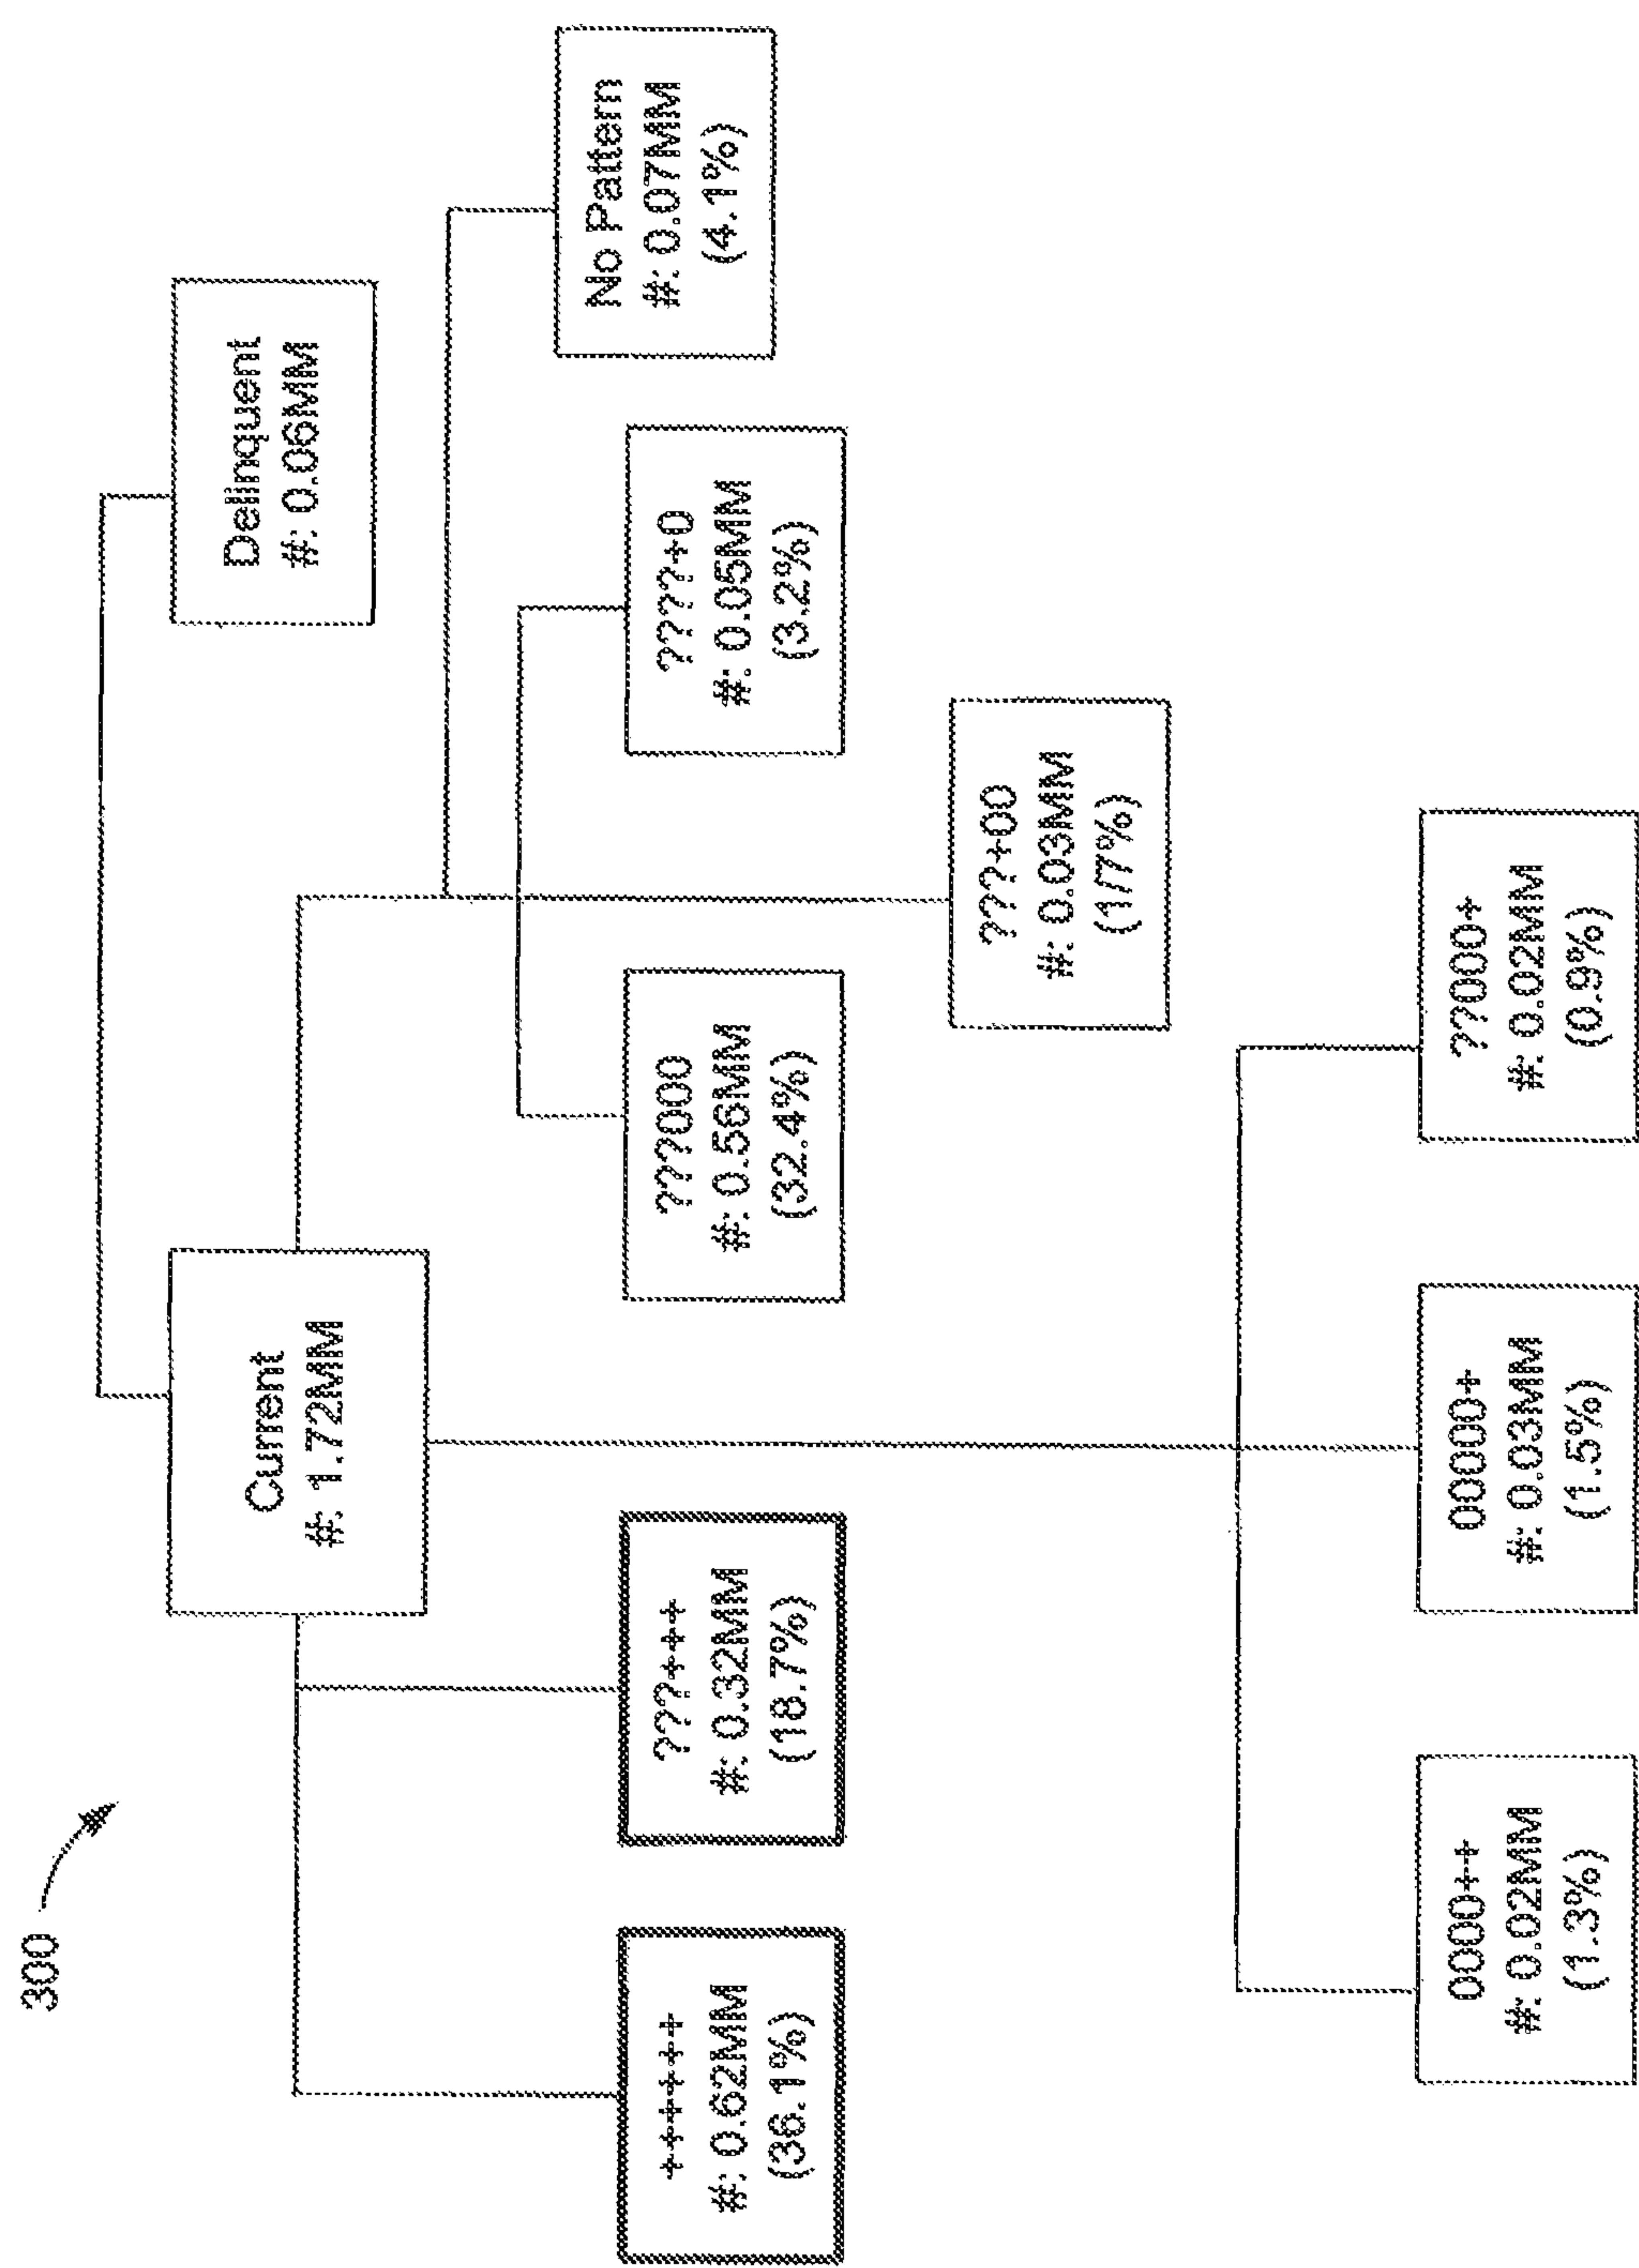 300
Current
#: 1.72MM
Delinquent
#: 0.06MM
++++++
#: 0.62MM
(36.1%)
???+++
#: 0.32MM
(18.7%)
???000
#: 0.56MM
(32.4%)
????+0
#: 0.05MM
(3.2%)
No Pattern
#: 0.07MM
(4.1%)
???+00
#: 0.03MM
(1/7%)
0000++
#: 0.02MM
(1.3%)
00000+
#: 0.03MM
(1.5%)
??000+
#: 0.02MM
(0.9%)